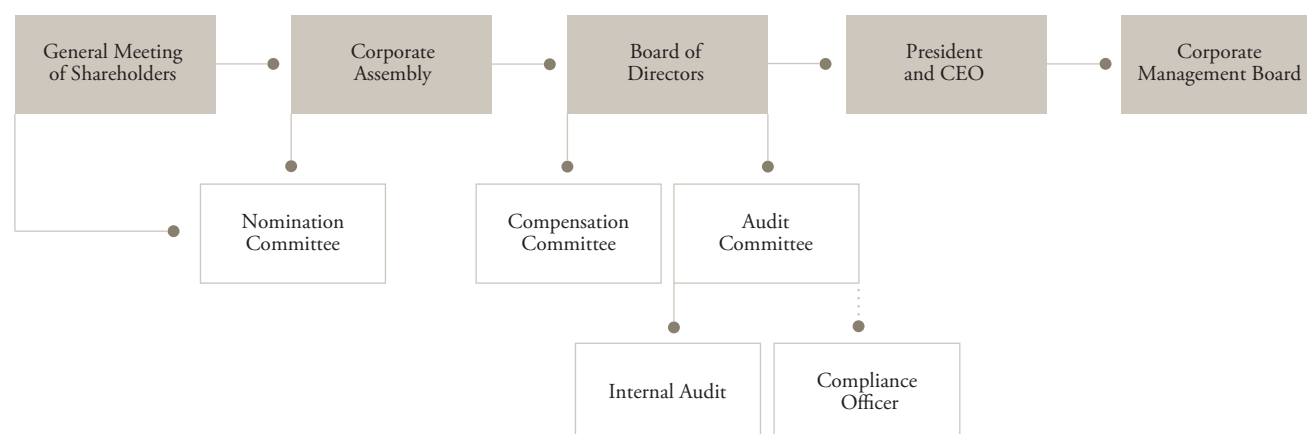 General Meeting
of Shareholders
Corporate
Assembly
Board of
Directors
President
and CEO
Corporate
Management Board
Nomination
Committee
Compensation
Committee
Audit
Committee
Internal Audit
Compliance
Officer